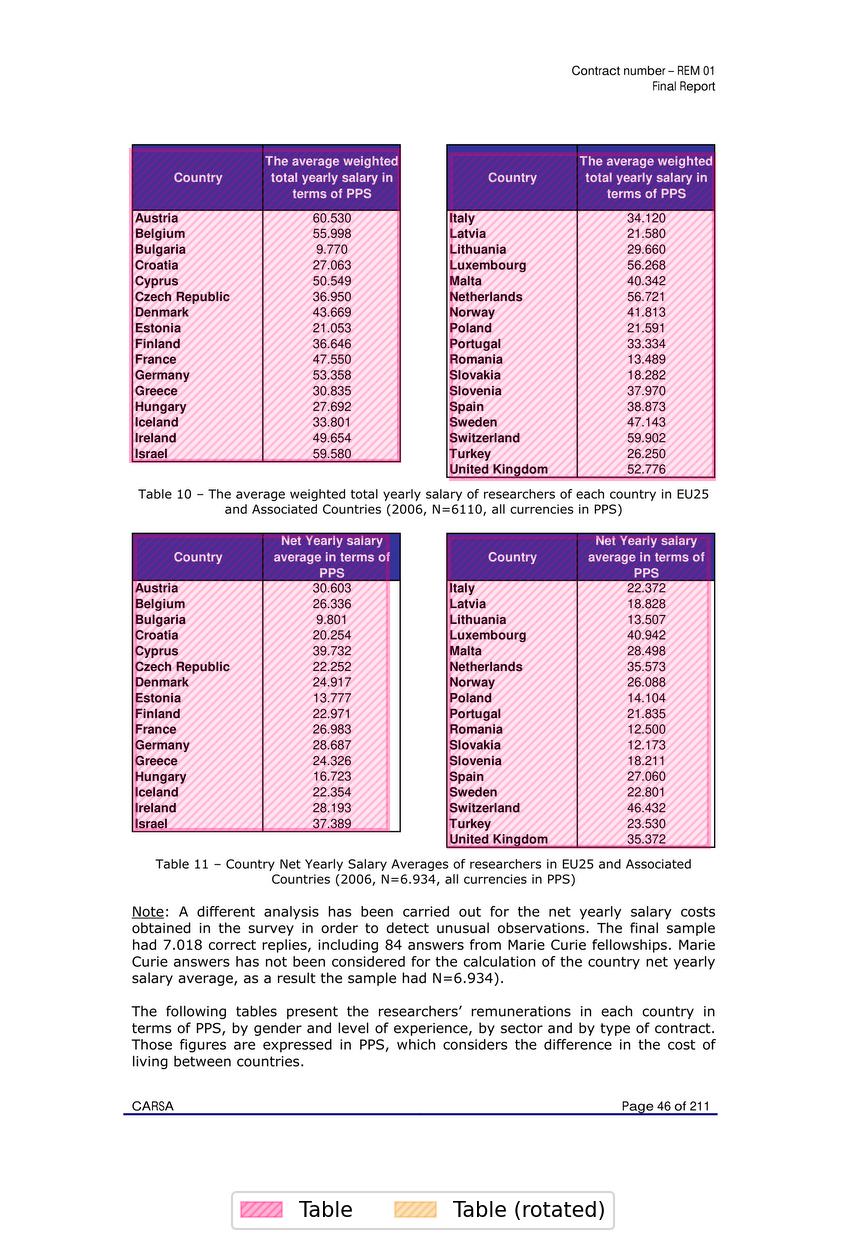 Contract number – REM 01
Final Report
Country The average weighted total yearly salary in terms of PPS
Austria 60.530
Belgium 55.998
Bulgaria 9.770
Croatia 27.063
Cyprus 50.549
Czech Republic 36.950
Denmark 43.669
Estonia 21.053
Finland 36.646
France 47.550
Germany 53.358
Greece 30.835
Hungary 27.692
Iceland 33.801
Ireland 49.654
Israel 59.580
Country The average weighted total yearly salary in terms of PPS
Italy 34.120
Latvia 21.580
Lithuania 29.660
Luxembourg 56.268
Malta 40.342
Netherlands 56.721
Norway 41.813
Poland 21.591
Portugal 33.334
Romania 13.489
Slovakia 18.282
Slovenia 37.970
Spain 38.873
Sweden 47.143
Switzerland 59.902
Turkey 26.250
United Kingdom 52.776
Table 10 – The average weighted total yearly salary of researchers of each country in EU25
and Associated Countries (2006, N=6110, all currencies in PPS)
Country Net Yearly salary average in terms of PPS
Austria 30.603
Belgium 26.336
Bulgaria 9.801
Croatia 20.254
Cyprus 39.732
Czech Republic 22.252
Denmark 24.917
Estonia 13.777
Finland 22.971
France 26.983
Germany 28.687
Greece 24.326
Hungary 16.723
Iceland 22.354
Ireland 28.193
Israel 37.389
Country Net Yearly salary average in terms of PPS
Italy 22.372
Latvia 18.828
Lithuania 13.507
Luxembourg 40.942
Malta 28.498
Netherlands 35.573
Norway 26.088
Poland 14.104
Portugal 21.835
Romania 12.500
Slovakia 12.173
Slovenia 18.211
Spain 27.060
Sweden 22.801
Switzerland 46.432
Turkey 23.530
United Kingdom 35.372
Table 11 – Country Net Yearly Salary Averages of researchers in EU25 and Associated
Countries (2006, N=6.934, all currencies in PPS)
Note: A different analysis has been carried out for the net yearly salary costs
obtained in the survey in order to detect unusual observations. The final sample
had 7.018 correct replies, including 84 answers from Marie Curie fellowships. Marie
Curie answers has not been considered for the calculation of the country net yearly
salary average, as a result the sample had N=6.934).
The following tables present the researchers’ remunerations in each country in
terms of PPS, by gender and level of experience, by sector and by type of contract.
Those figures are expressed in PPS, which considers the difference in the cost of
living between countries.
CARSA Page 46 of 211
Table Table (rotated)